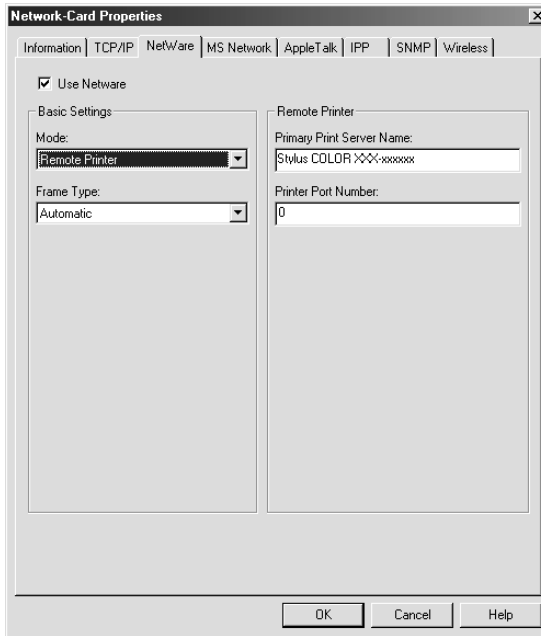 Network-Card Properties
Information TCP/IP NetWare MS Network AppleTalk IPP SNMP Wireless
Use Netware
Basic Settings
Mode:
Remote Printer
Frame Type:
Automatic
Remote Printer
Primary Print Server Name:
Stylus COLOR XXX-xxxxxx
Printer Port Number:
0
OK Cancel Help